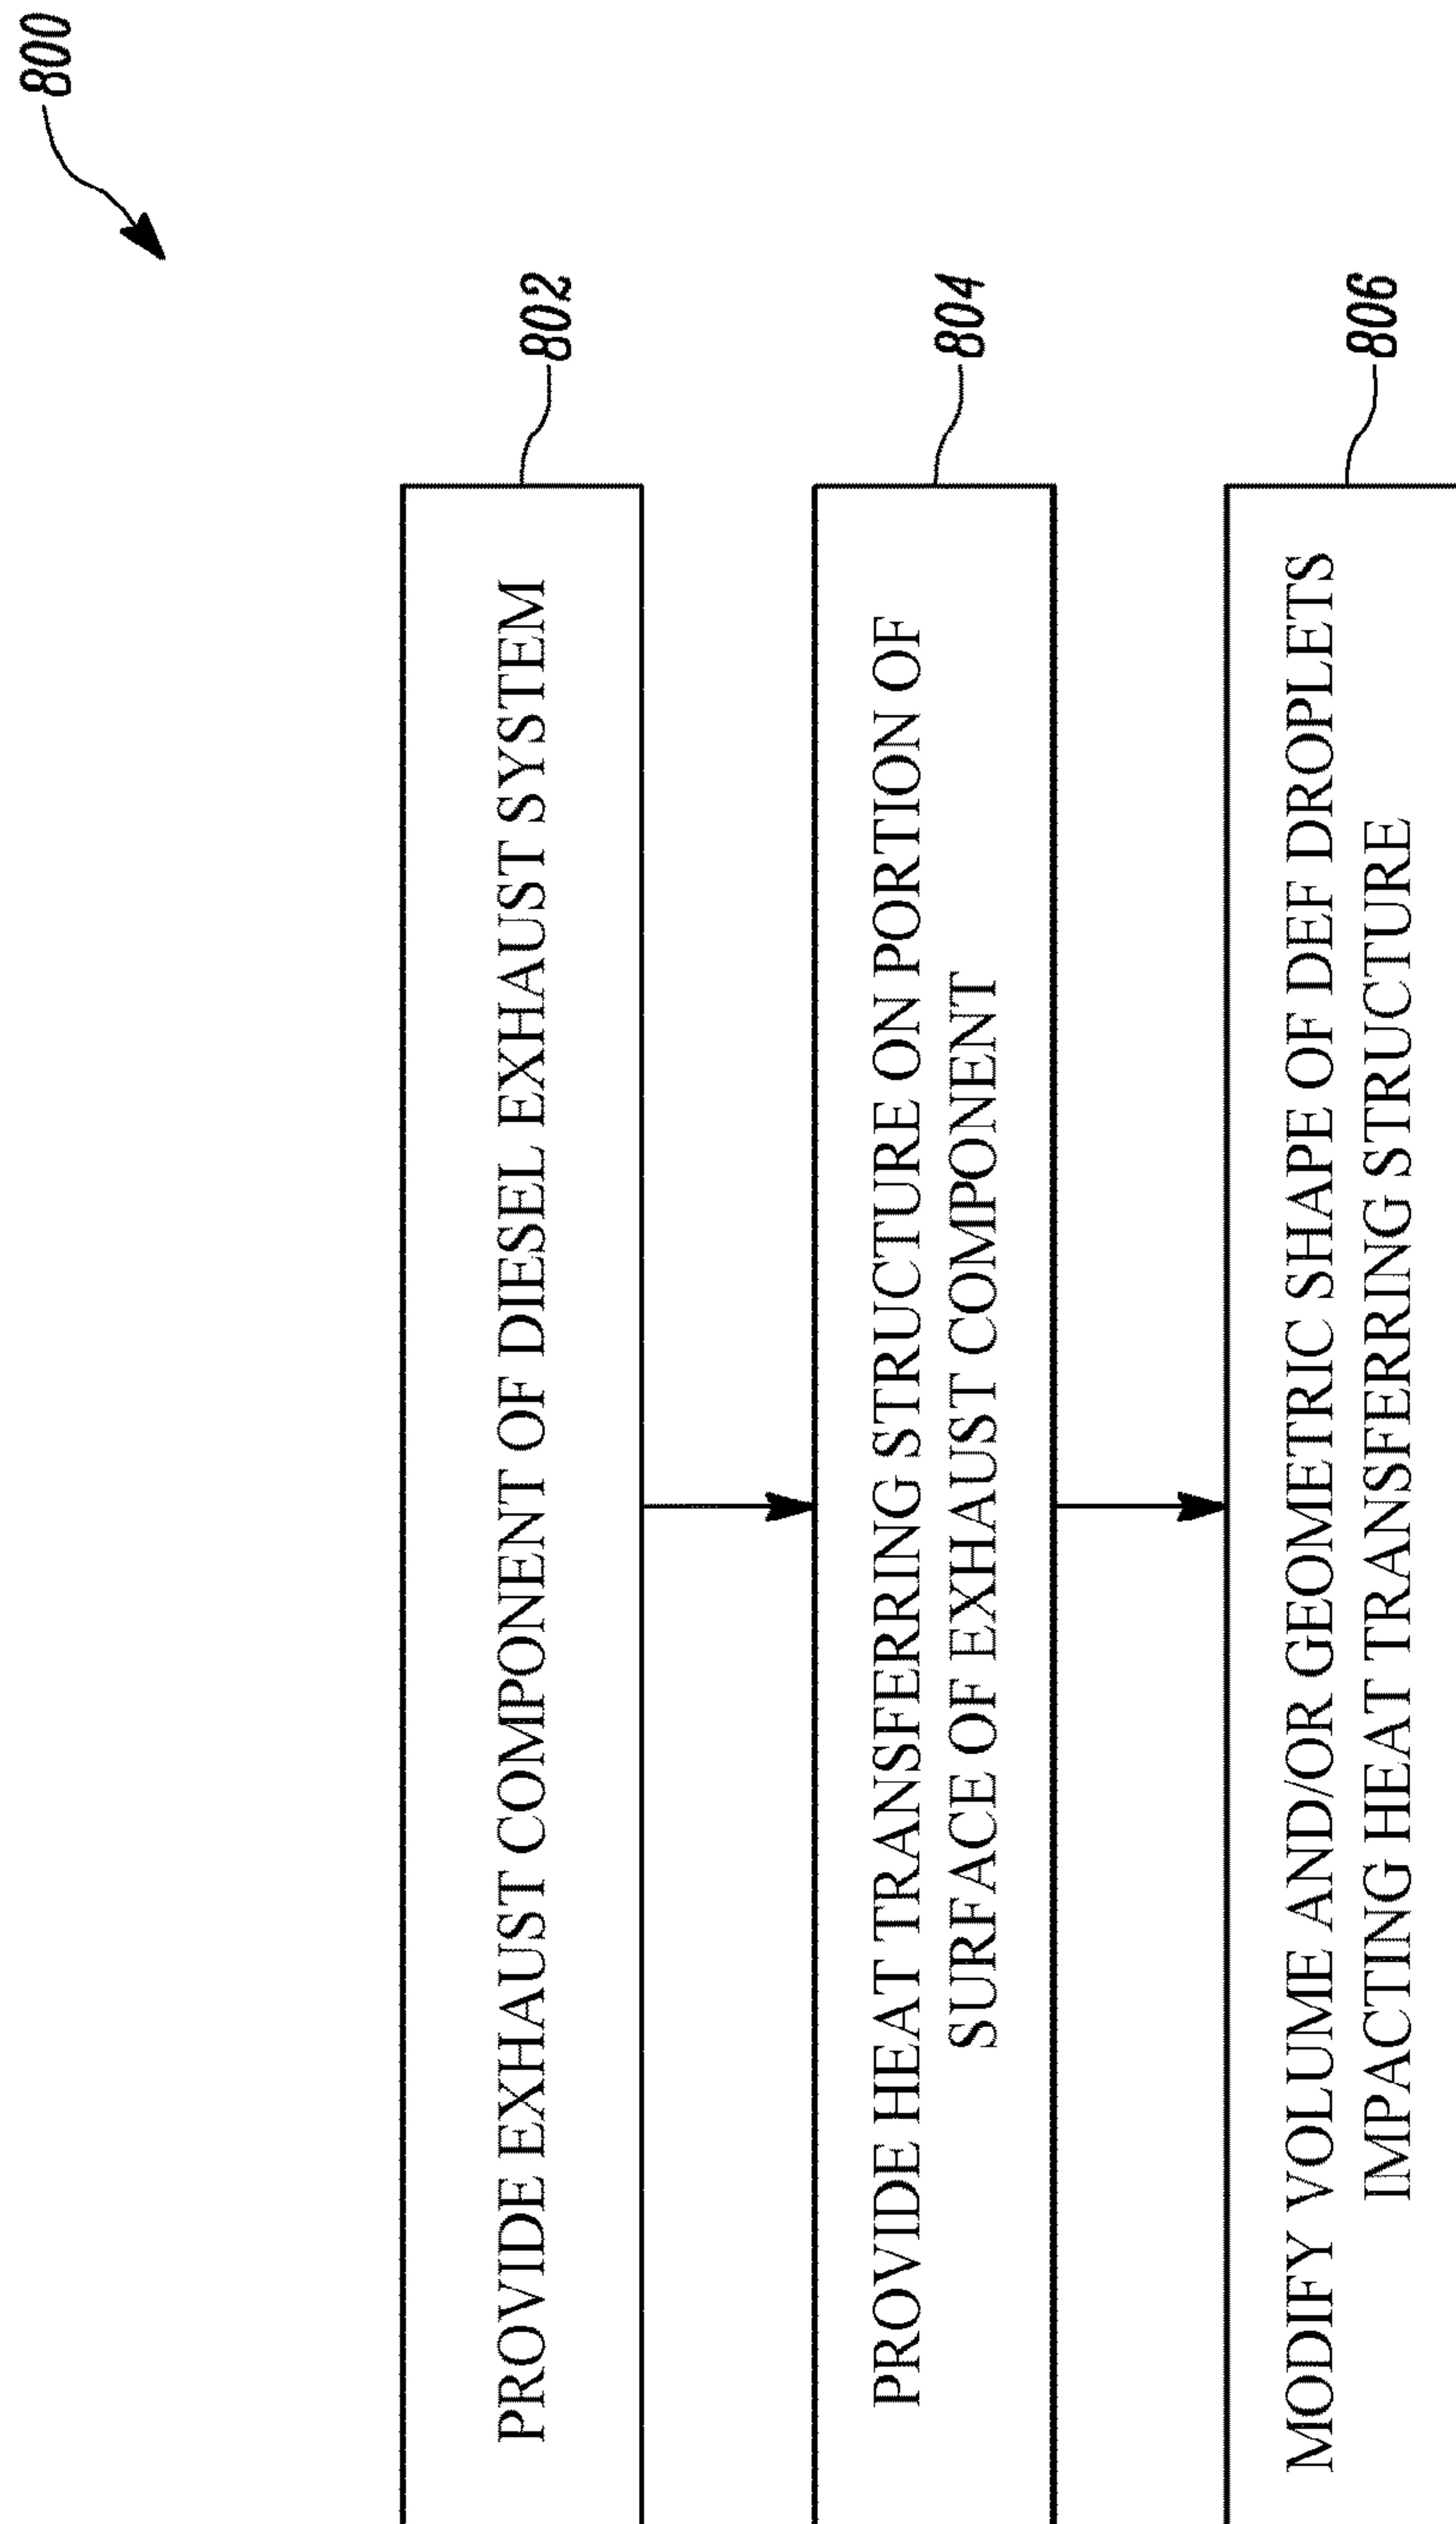 800
802
PROVIDE EXHAUST COMPONENT OF DIESEL EXHAUST SYSTEM
804
PROVIDE HEAT TRANSFERRING STRUCTURE ON PORTION OF
SURFACE OF EXHAUST COMPONENT
806
MODIFY VOLUME AND/OR GEOMETRIC SHAPE OF DEF DROPLETS
IMPACTING HEAT TRANSFERRING STRUCTURE